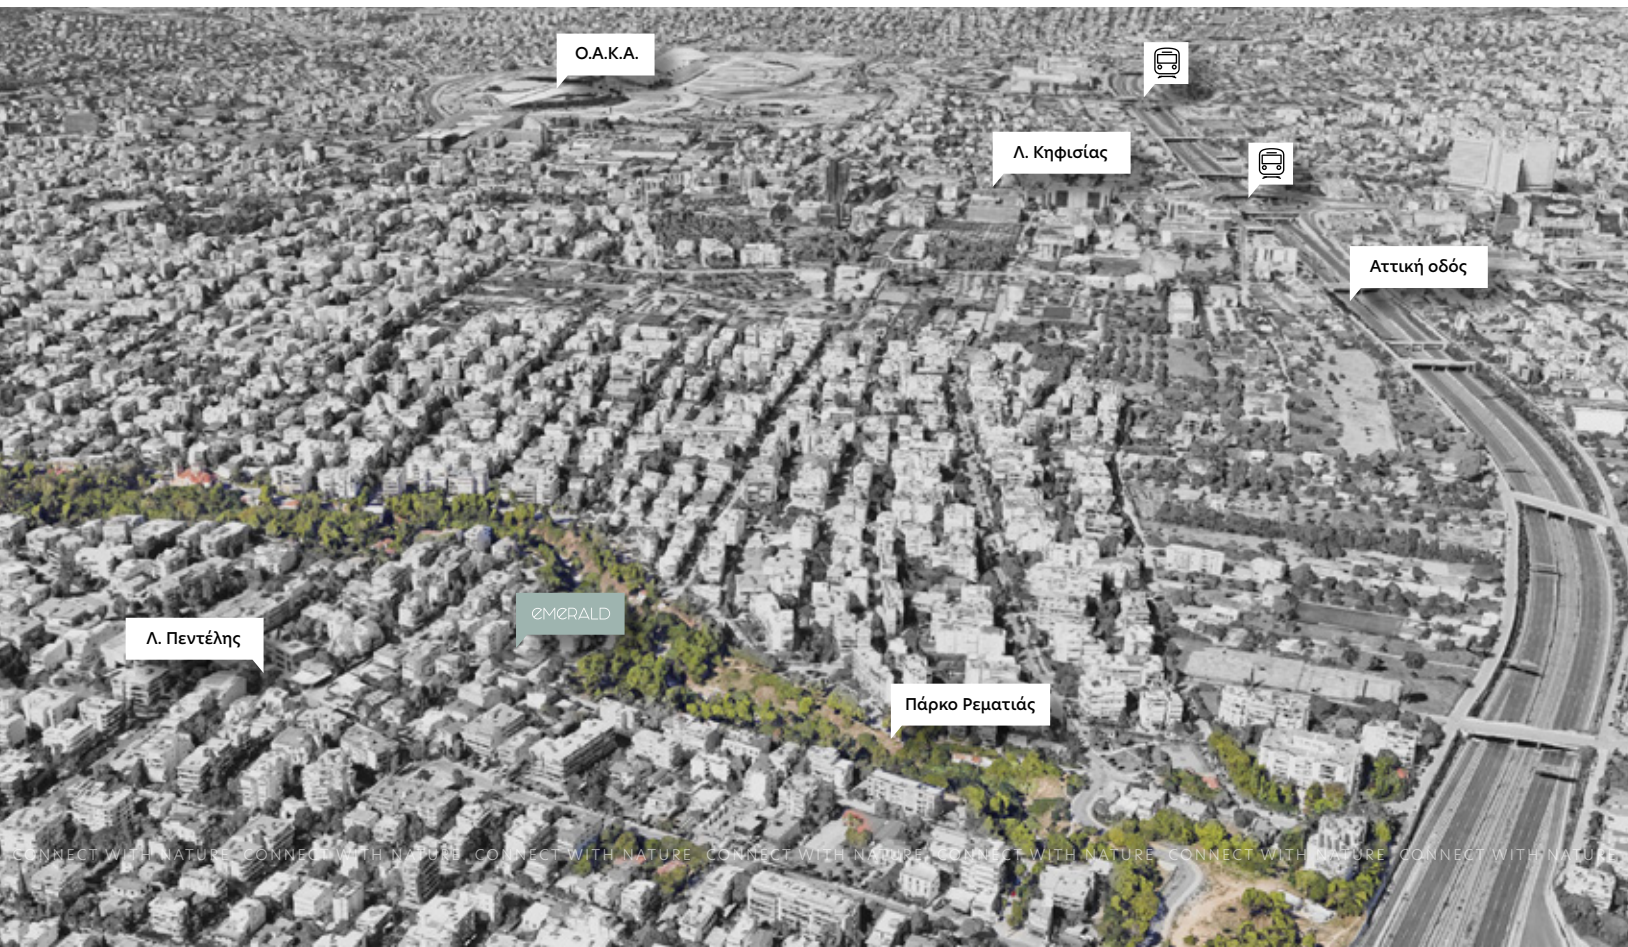 Ο.Α.Κ.Α.
Λ. Κηφισίας
Αττική οδός
EMERALD
Λ. Πεντέλης
Πάρκο Ρεματιάς
CONNECT WITH NATURE CONNECT WITH NATURE CONNECT WITH NATURE CONNECT WITH NATURE CONNECT WITH NATURE CONNECT WITH NATURE CONNECT WITH NATURE